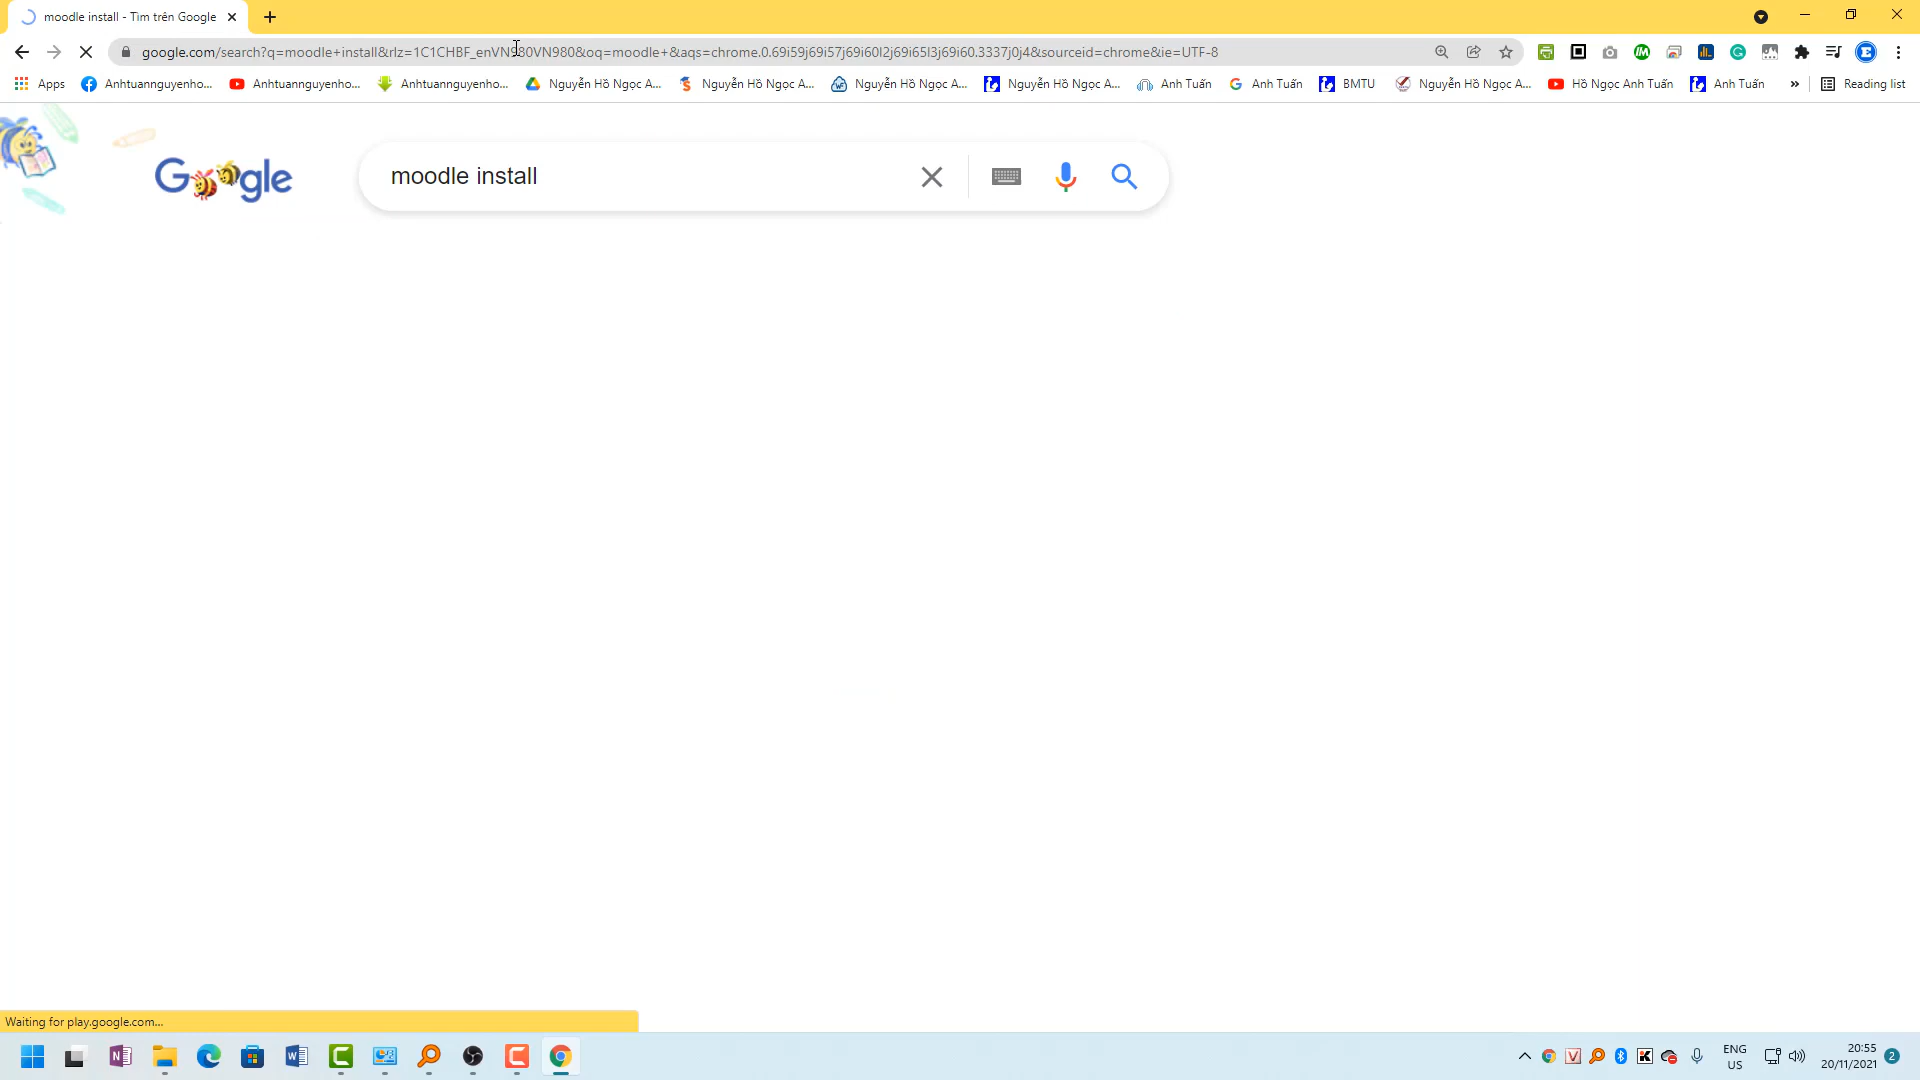 moodle install - Tìm trên Google
google.com/search?q=moodle+install&rlz=1C1CHBF_enVN980VN980&oq=moodle+&aqs=chrome.0.69i59j69i57j69i60l2j69i65l3j69i60.3337j0j4&sourceid=chrome&ie=UTF-8
Apps
Anhtuannguyenho...
Anhtuannguyenho...
Anhtuannguyenho...
Nguyễn Hồ Ngọc A...
Nguyễn Hồ Ngọc A...
Nguyễn Hồ Ngọc A...
Nguyễn Hồ Ngọc A...
Anh Tuấn
Anh Tuấn
BMTU
Nguyễn Hồ Ngọc A...
Hồ Ngọc Anh Tuấn
Anh Tuấn
»
Reading list
Google
moodle install
Waiting for play.google.com...
ENG
US
20:55
20/11/2021
2